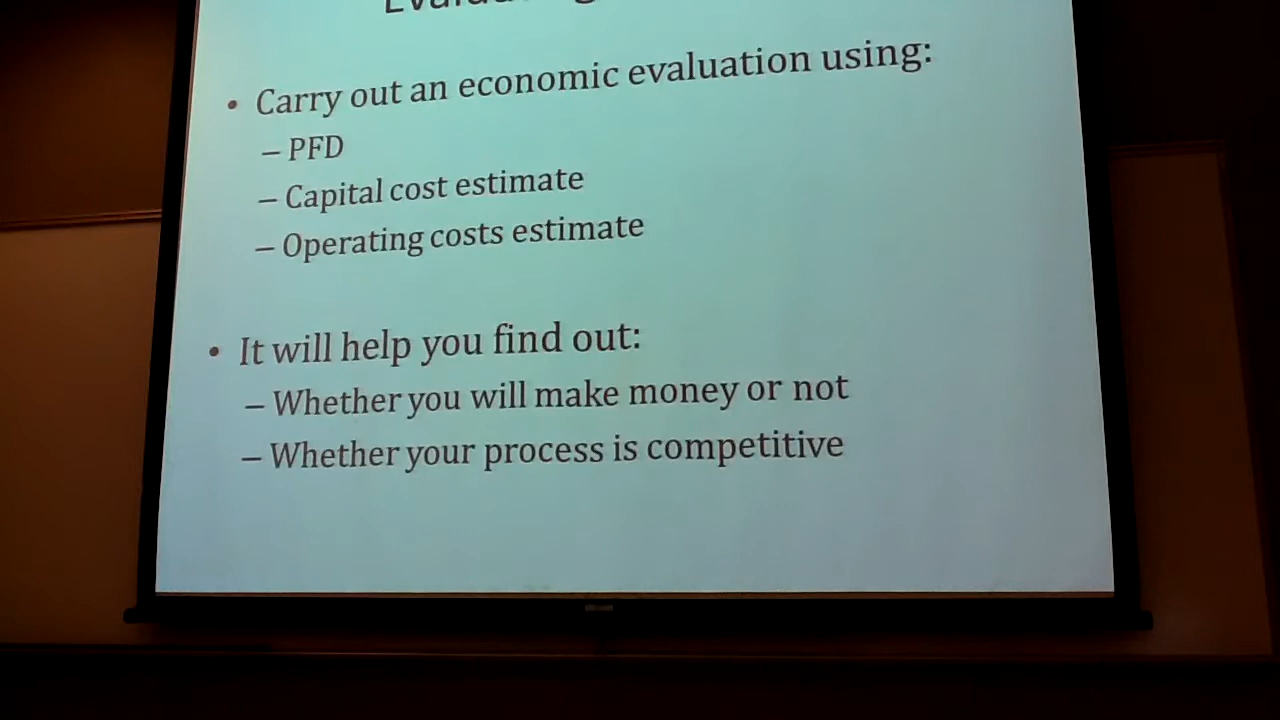 • Carry out an economic evaluation using:
– PFD
– Capital cost estimate
– Operating costs estimate
• It will help you find out:
– Whether you will make money or not
– Whether your process is competitive